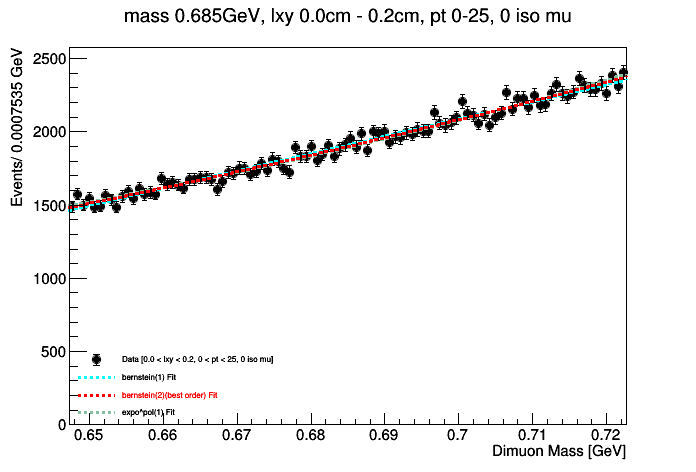 mass 0.685GeV, lxy 0.0cm - 0.2cm, pt 0-25, 0 iso mu
Events/ 0.0007535 GeV
2500
2000
1500
1000
500
0
Data [0.0 < lxy < 0.2, 0 < pt < 25, 0 iso mu]
bernstein(1) Fit
bernstein(2)(best order) Fit
expo^pol(1) Fit
0.65 0.66 0.67 0.68 0.69 0.7 0.71 0.72
Dimuon Mass [GeV]